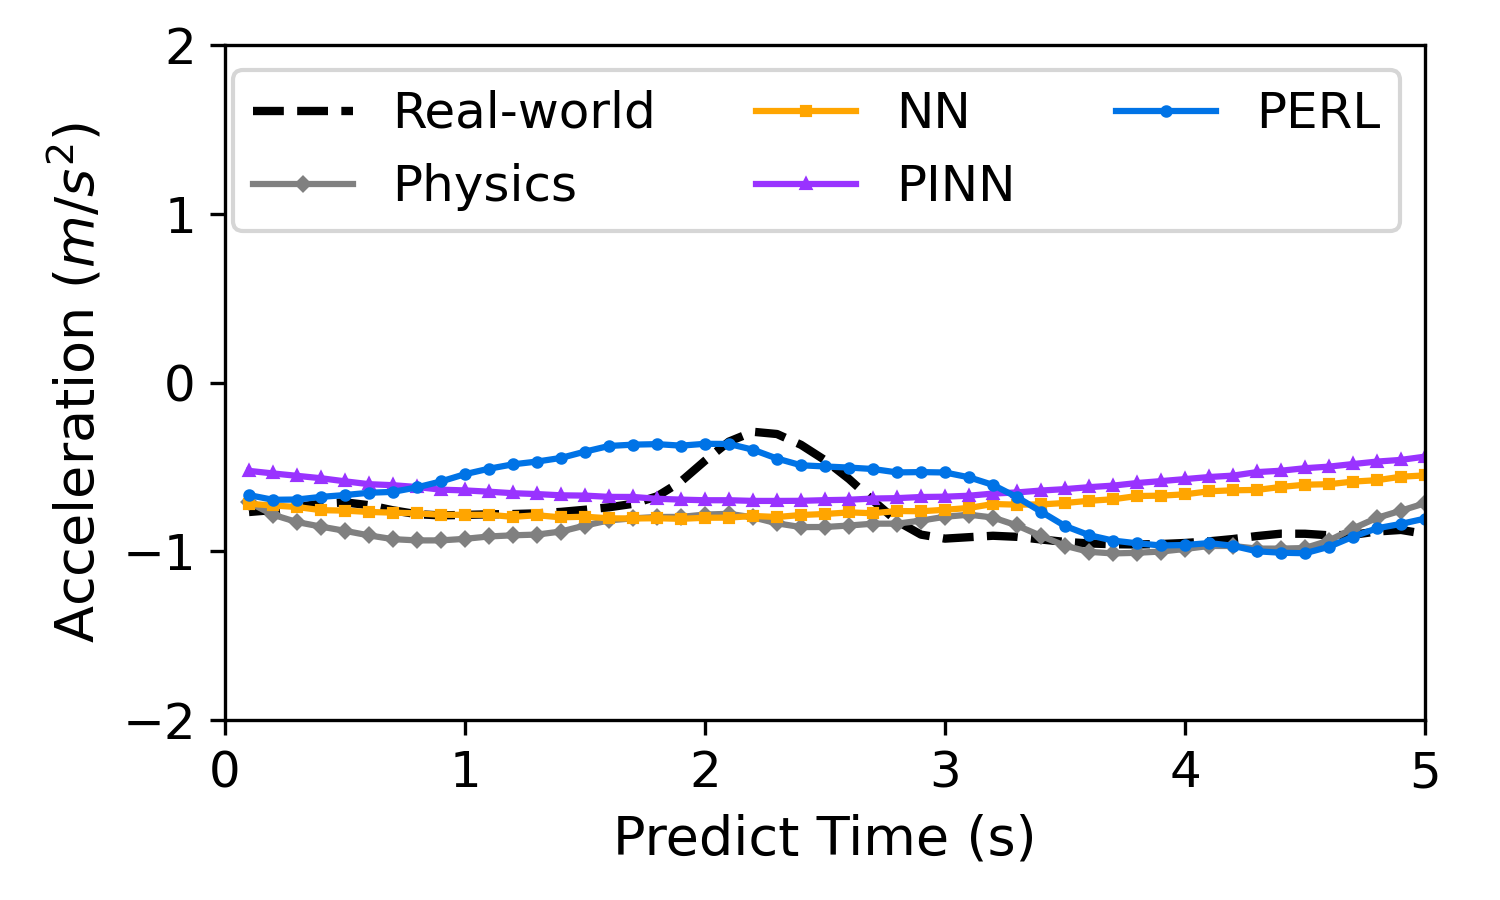 Real-world NN PERL
Physics PINN
2
1
0
−1
−2
Acceleration (m/s²)
0 1 2 3 4 5
Predict Time (s)